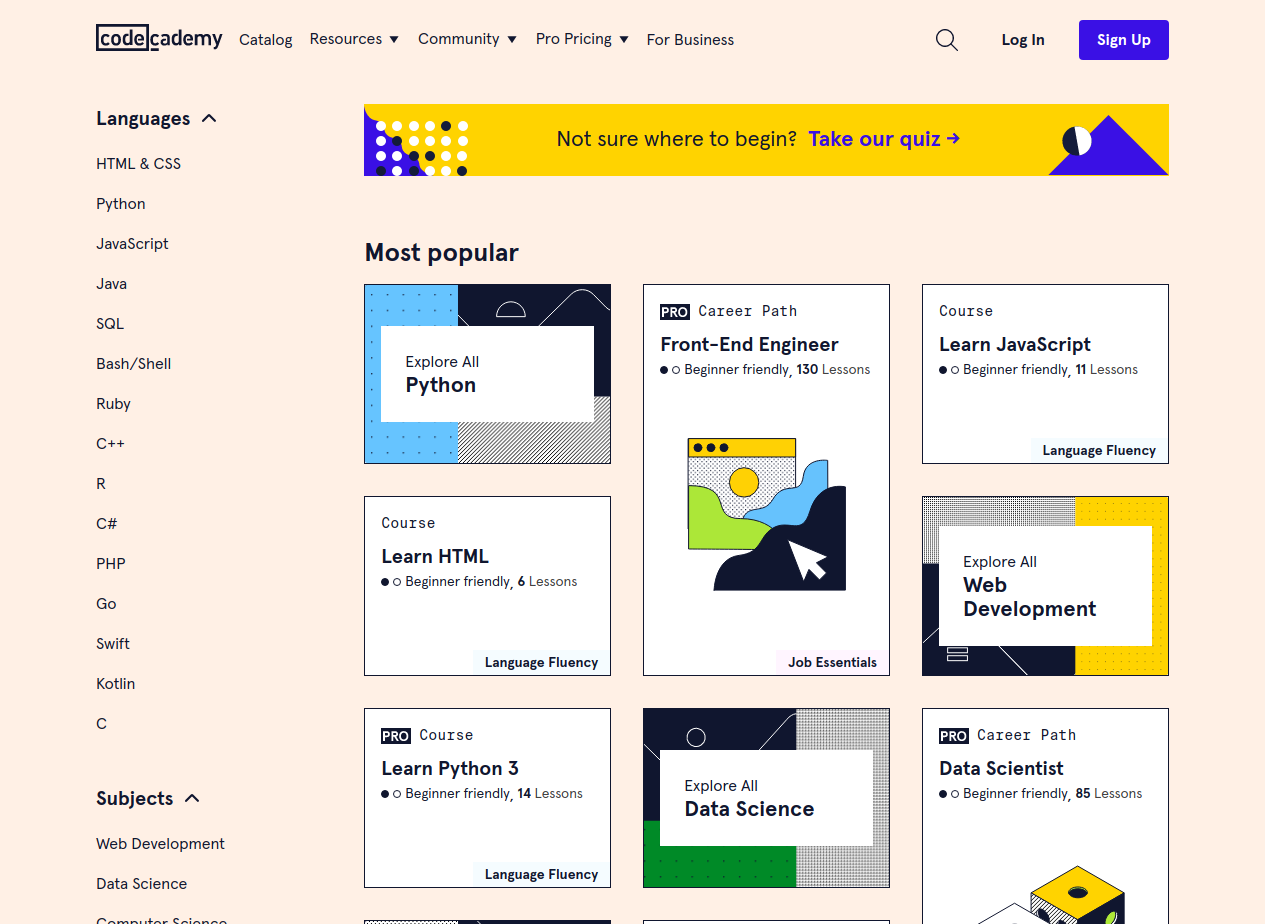 codecademy
Catalog
Resources
Community
Pro Pricing
For Business
Log In
Sign Up
Languages
HTML & CSS
Python
JavaScript
Java
SQL
Bash/Shell
Ruby
C++
R
C#
PHP
Go
Swift
Kotlin
C
Subjects
Web Development
Data Science
Computer Science
Not sure where to begin? Take our quiz →
Most popular
Explore All
Python
PRO Career Path
Front-End Engineer
Beginner friendly, 130 Lessons
Job Essentials
Course
Learn JavaScript
Beginner friendly, 11 Lessons
Language Fluency
Course
Learn HTML
Beginner friendly, 6 Lessons
Language Fluency
Explore All
Web
Development
PRO Course
Learn Python 3
Beginner friendly, 14 Lessons
Language Fluency
Explore All
Data Science
PRO Career Path
Data Scientist
Beginner friendly, 85 Lessons